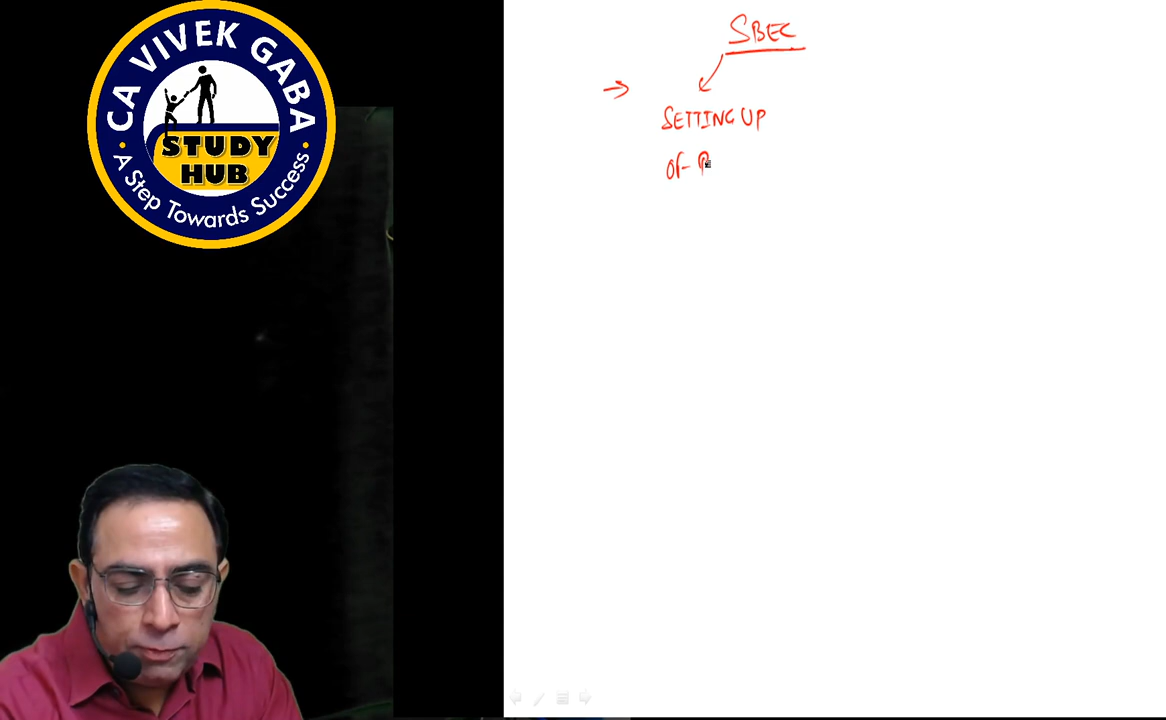 CA VIVEK GABA
STUDY
HUB
A Step Towards Success
SBEC
SETTING UP
OF